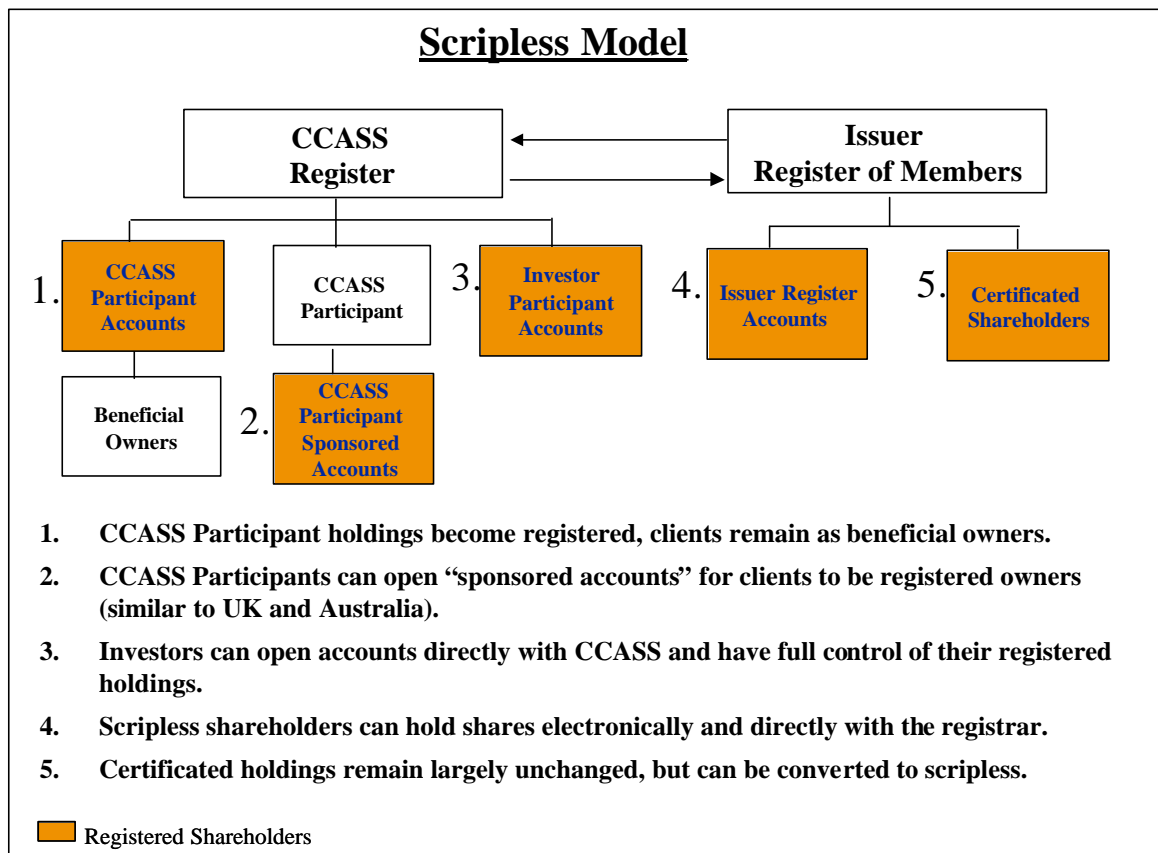 Scripless Model
CCASS
Register
Issuer
Register of Members
1.
CCASS
Participant
Accounts
CCASS
Participant
3.
Investor
Participant
Accounts
4.
Issuer Register
Accounts
5.
Certificated
Shareholders
Beneficial
Owners
2.
CCASS
Participant
Sponsored
Accounts
1. CCASS Participant holdings become registered, clients remain as beneficial owners.
2. CCASS Participants can open “sponsored accounts” for clients to be registered owners
(similar to UK and Australia).
3. Investors can open accounts directly with CCASS and have full control of their registered
holdings.
4. Scripless shareholders can hold shares electronically and directly with the registrar.
5. Certificated holdings remain largely unchanged, but can be converted to scripless.
Registered Shareholders